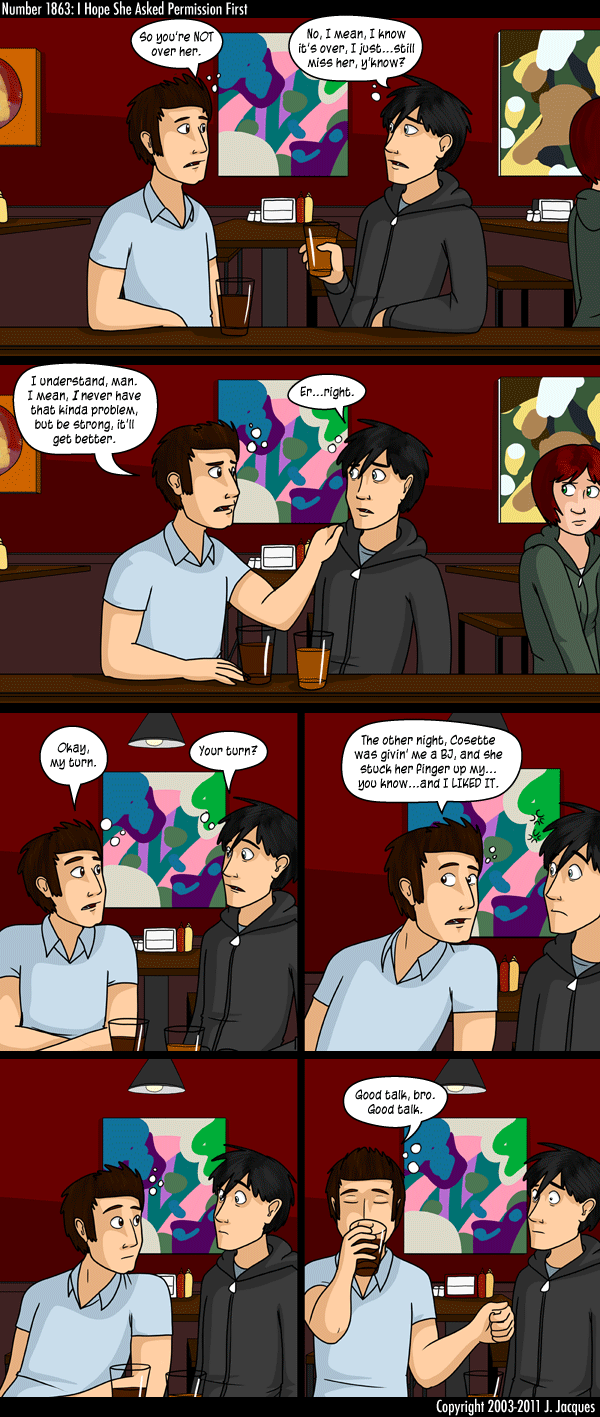 Number 1863: I Hope She Asked Permission First
So you're NOT
over her.
No, I mean, I know
it's over, I just...still
miss her, y'know?
I understand, man.
I mean, I never have
that kinda problem,
but be strong, it'll
get better.
Er...right.
Okay,
my turn.
Your turn?
The other night, Cosette
was givin' me a BJ, and she
stuck her finger up my...
you know...and I LIKED IT.
Good talk, bro.
Good talk.
Copyright 2003-2011 J. Jacques